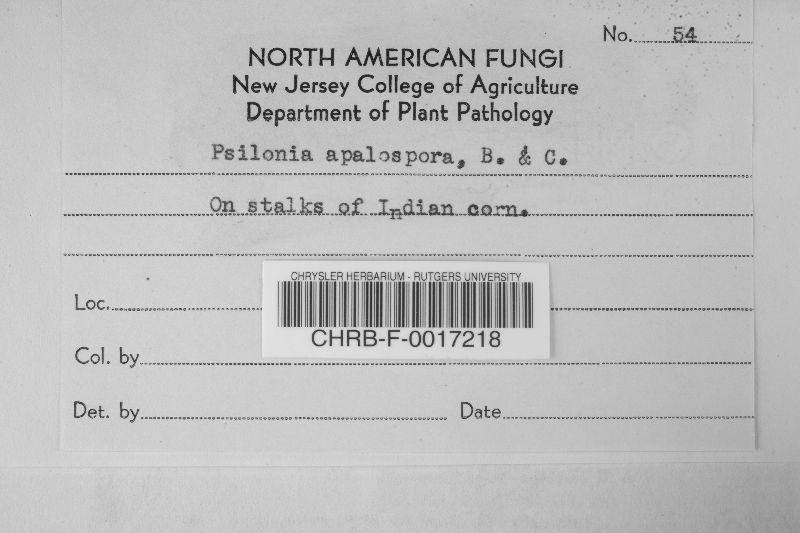 No. 54
NORTH AMERICAN FUNGI
New Jersey College of Agriculture
Department of Plant Pathology
Psilonia apalospora, B. & C.
On stalks of Indian corn.
CHRYSLER HERBARIUM - RUTGERS UNIVERSITY
Loc.
CHRB-F-0017218
Col. by
Det. by Date